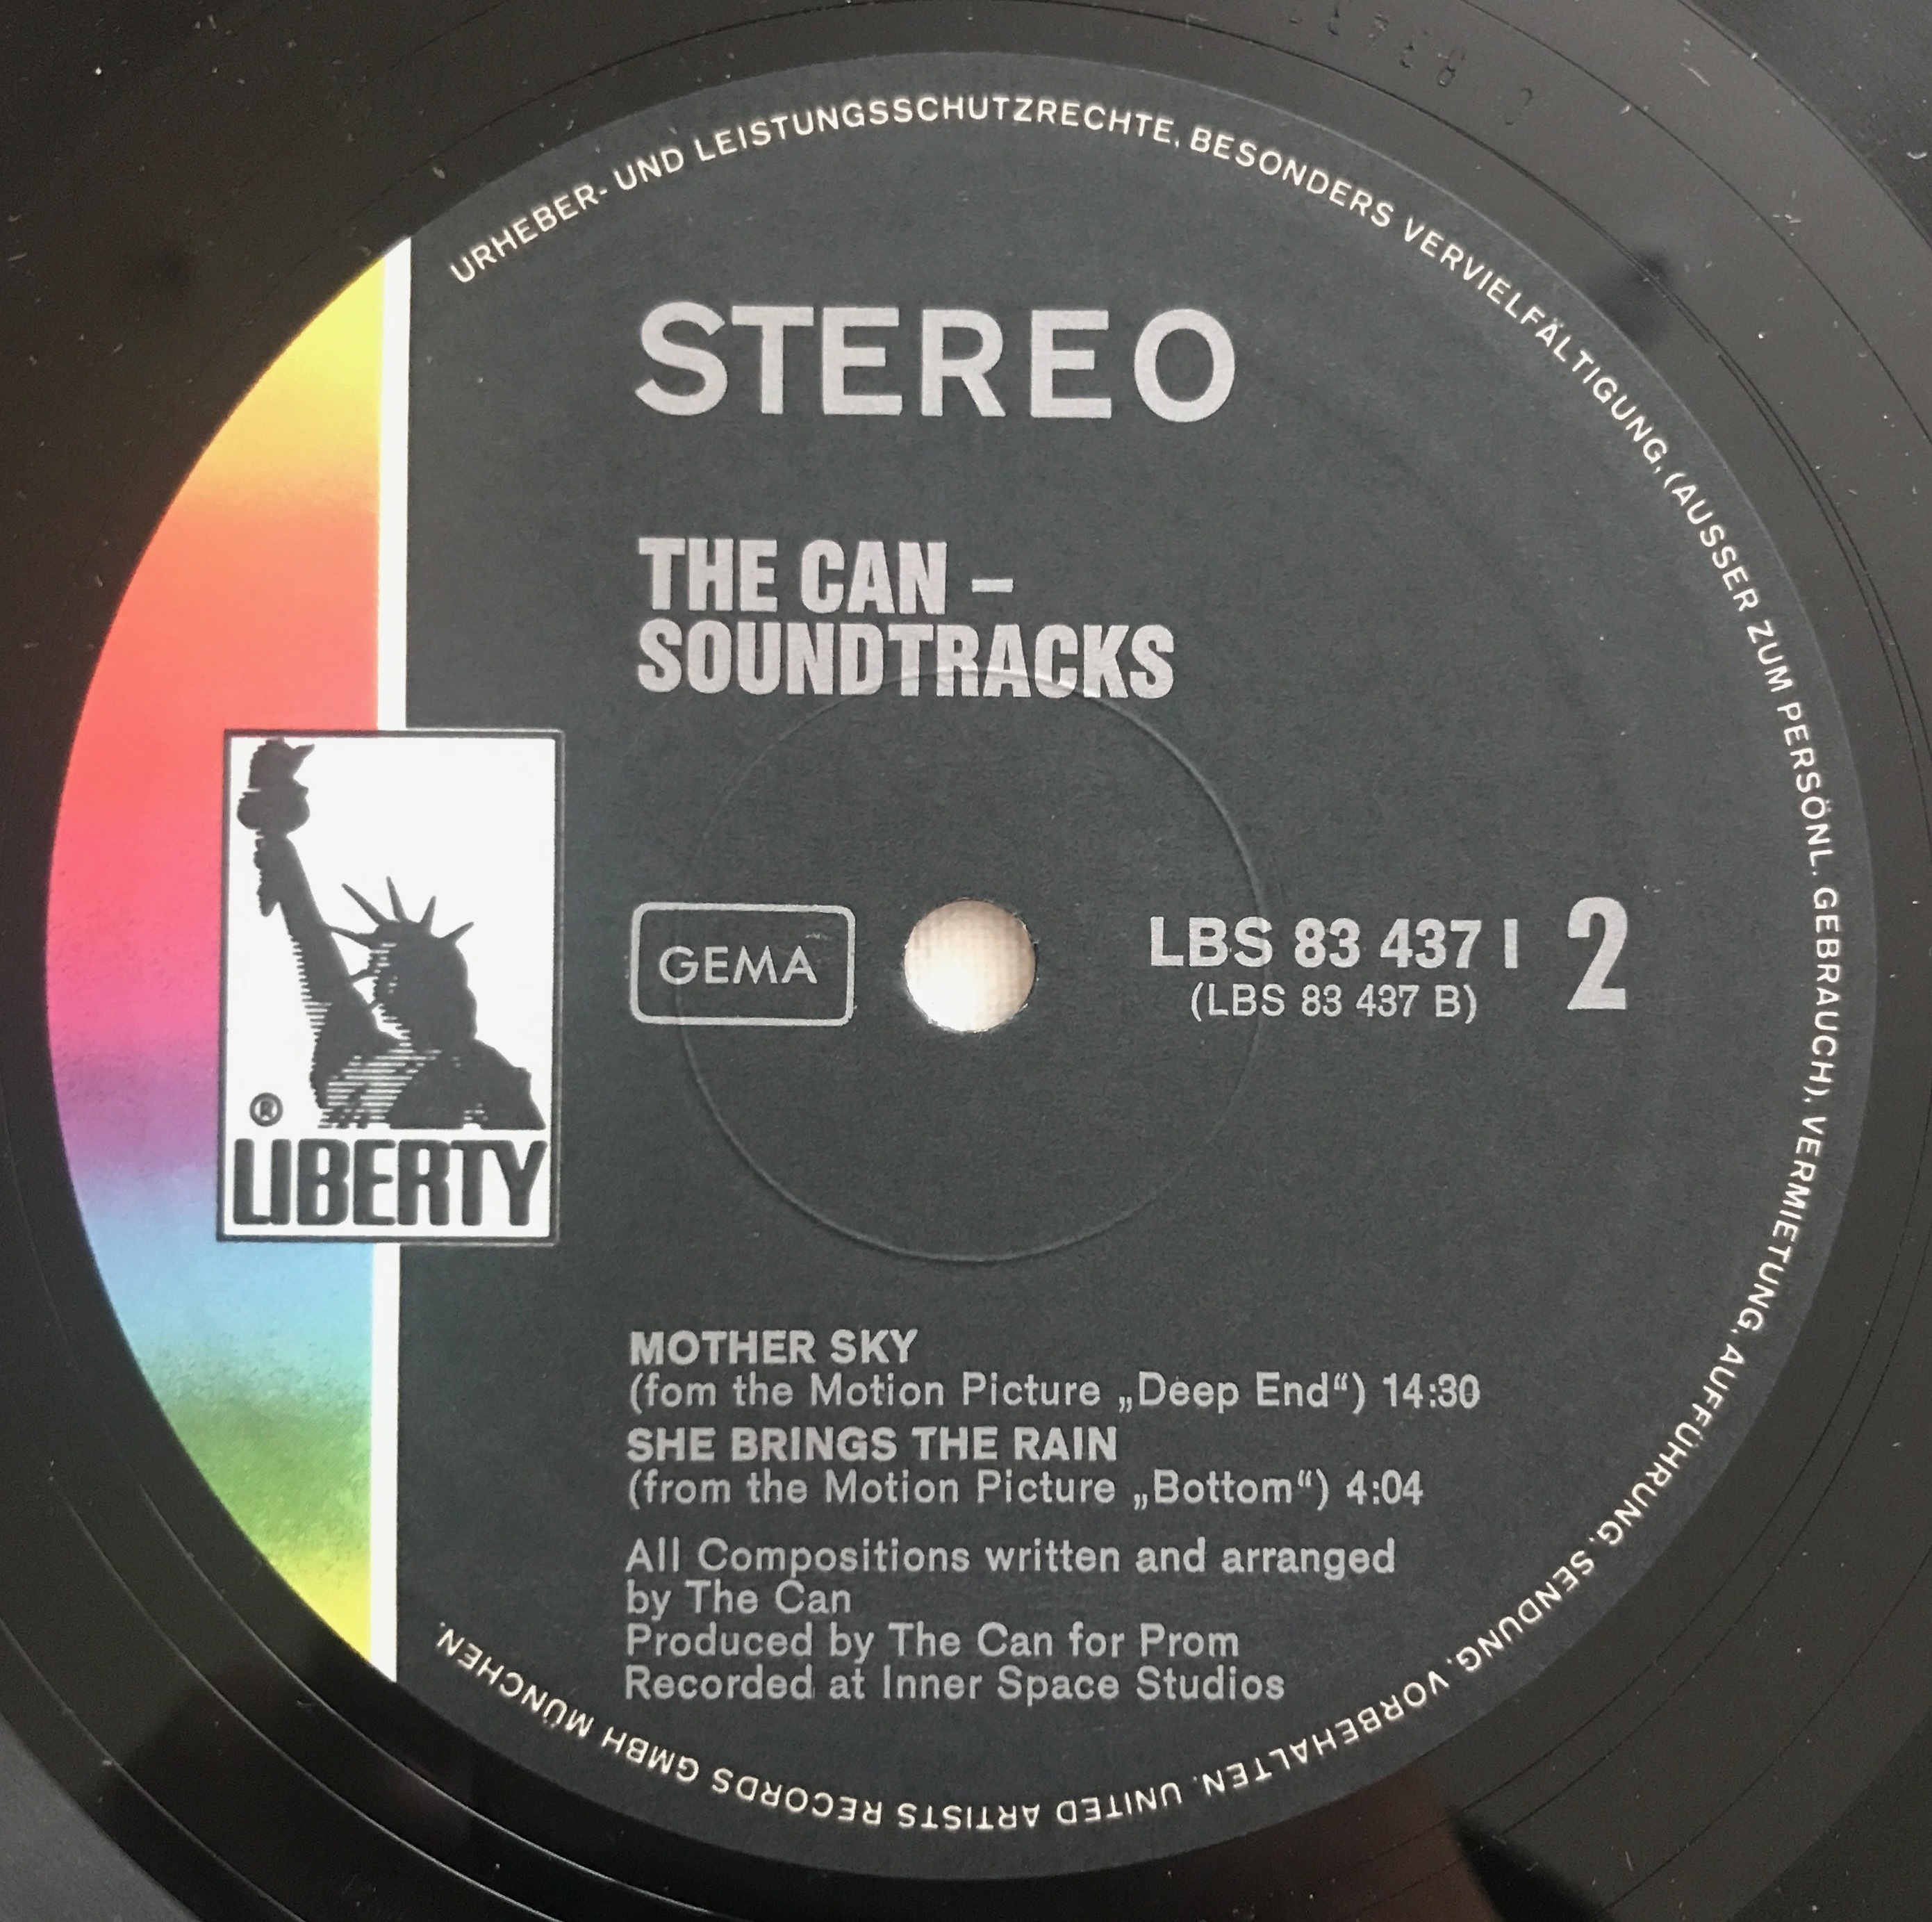 URHEBER- UND LEISTUNGSSCHUTZRECHTE, BESONDERS VERVIELFÄLTIGUNG, (AUSSER ZUM PERSÖNL. GEBRAUCH), VERMIETUNG, AUFFÜHRUNG, SENDUNG, VORBEHALTEN. UNITED ARTISTS RECORDS GMBH MÜNCHEN.
STEREO
THE CAN –
SOUNDTRACKS
GEMA
LBS 83 437 I 2
(LBS 83 437 B)
®
LIBERTY
MOTHER SKY
(fom the Motion Picture „Deep End“) 14:30
SHE BRINGS THE RAIN
(from the Motion Picture „Bottom“) 4:04
All Compositions written and arranged
by The Can
Produced by The Can for Prom
Recorded at Inner Space Studios